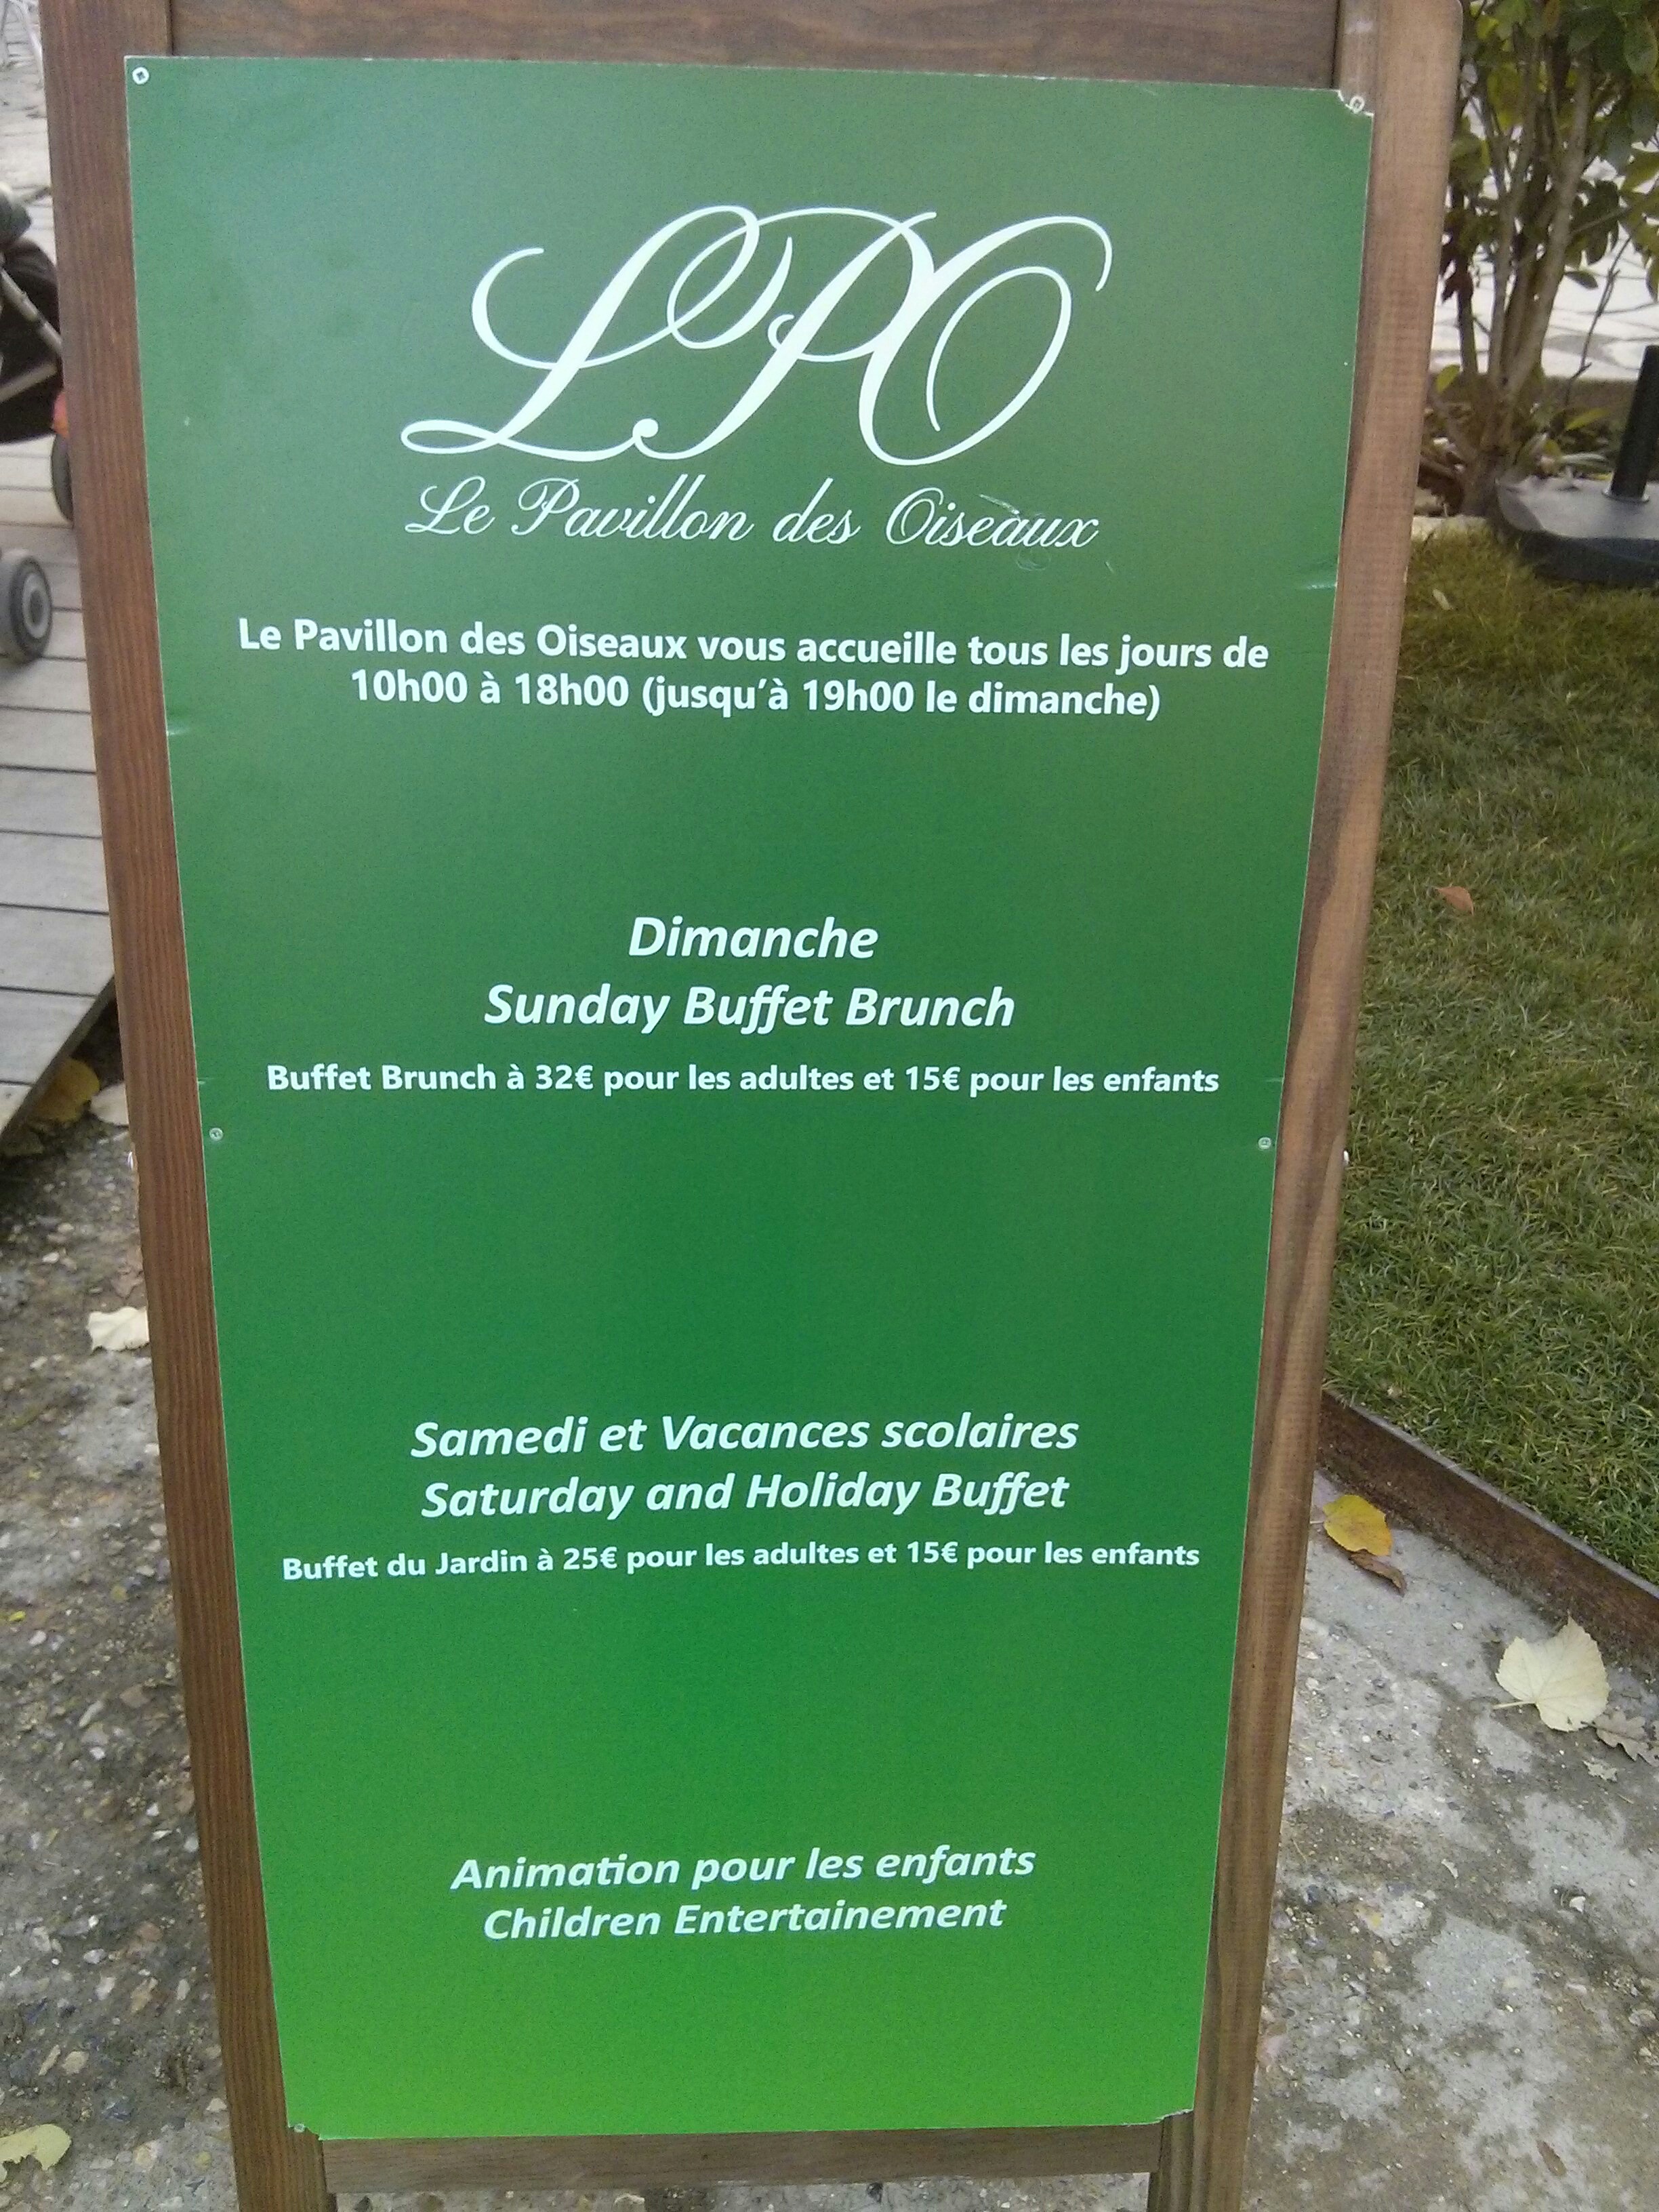 LPO
Le Pavillon des Oiseaux
Le Pavillon des Oiseaux vous accueille tous les jours de
10h00 à 18h00 (jusqu'à 19h00 le dimanche)
Dimanche
Sunday Buffet Brunch
Buffet Brunch à 32€ pour les adultes et 15€ pour les enfants
Samedi et Vacances scolaires
Saturday and Holiday Buffet
Buffet du Jardin à 25€ pour les adultes et 15€ pour les enfants
Animation pour les enfants
Children Entertainement